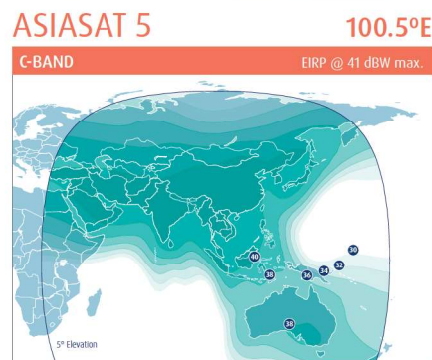 ASIASAT 5
100.5ºE
C-BAND
EIRP @ 41 dBW max.
30
40
32
34
38
36
38
5º Elevation